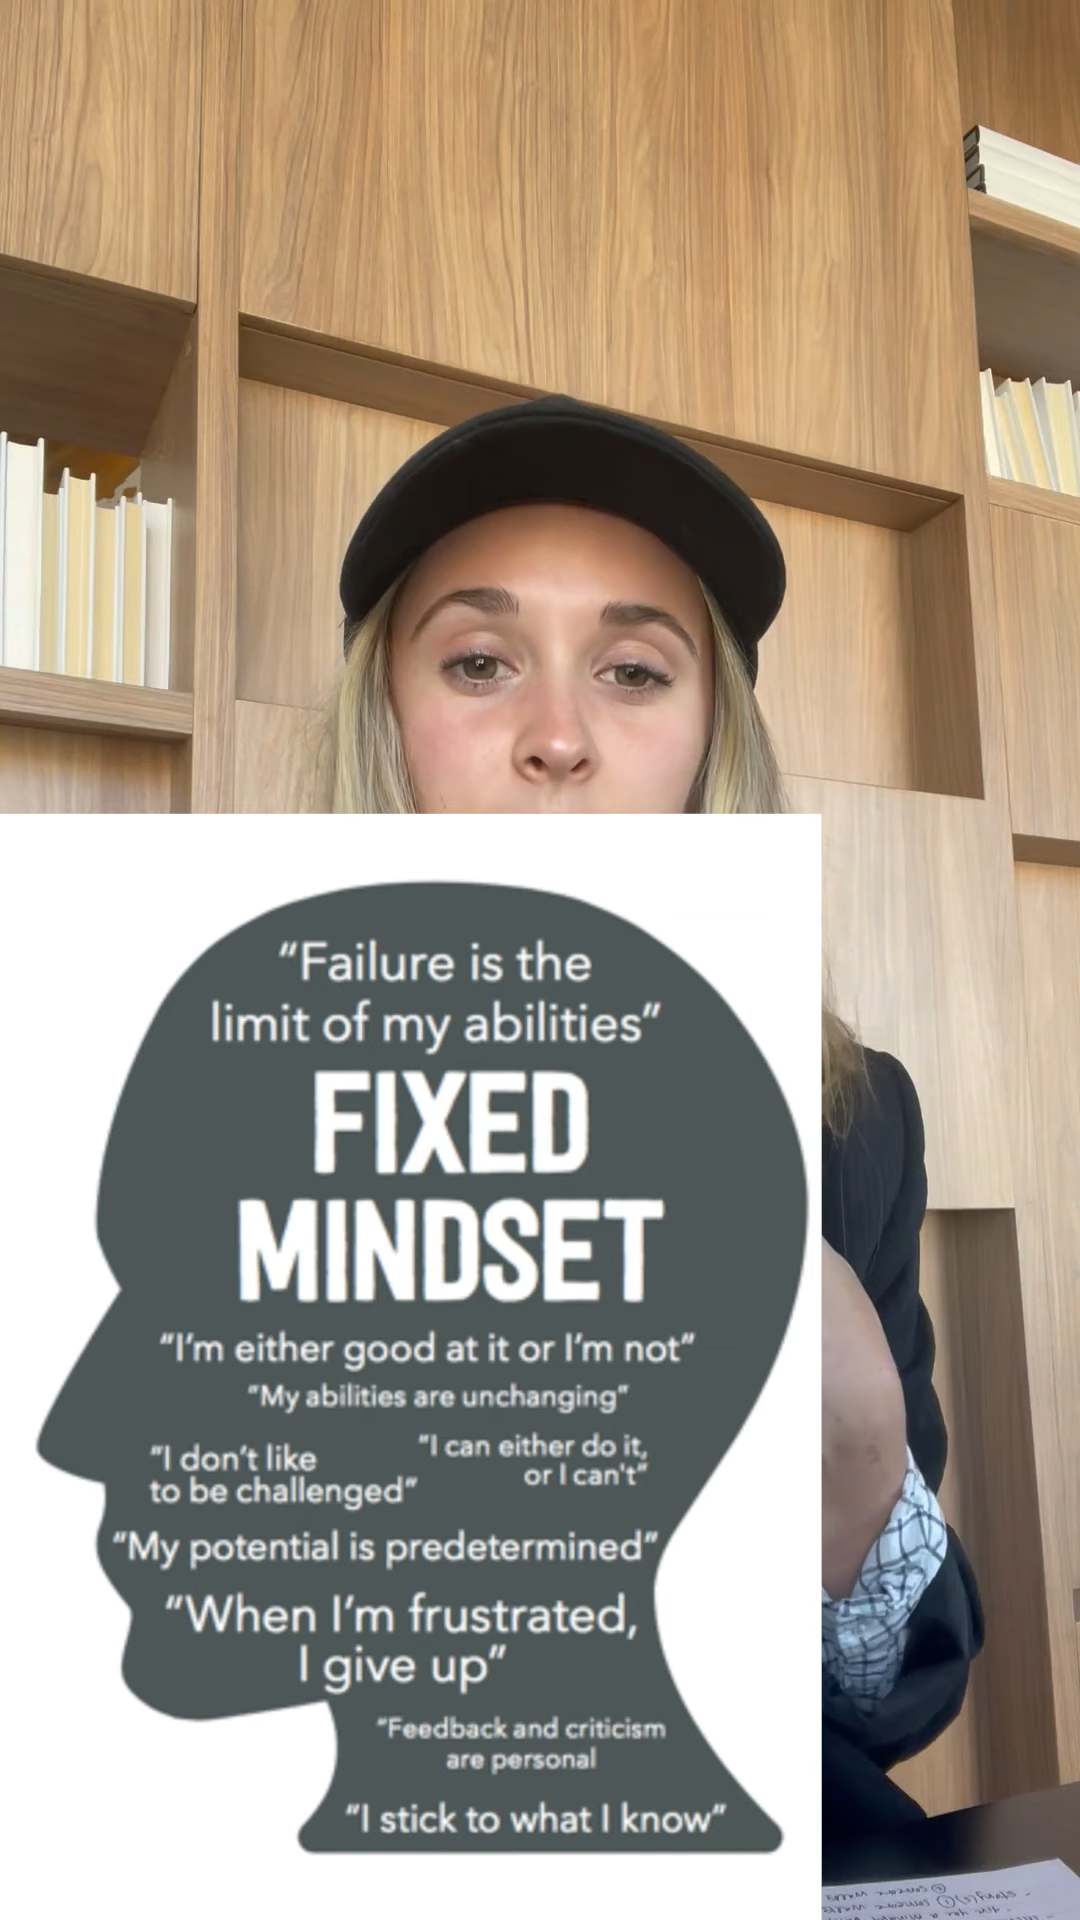 “Failure is the
limit of my abilities”
FIXED
MINDSET
“I’m either good at it or I’m not”
“My abilities are unchanging”
“I don’t like
to be challenged”
“I can either do it,
or I can't”
“My potential is predetermined”
“When I’m frustrated,
I give up”
“Feedback and criticism
are personal
“I stick to what I know”